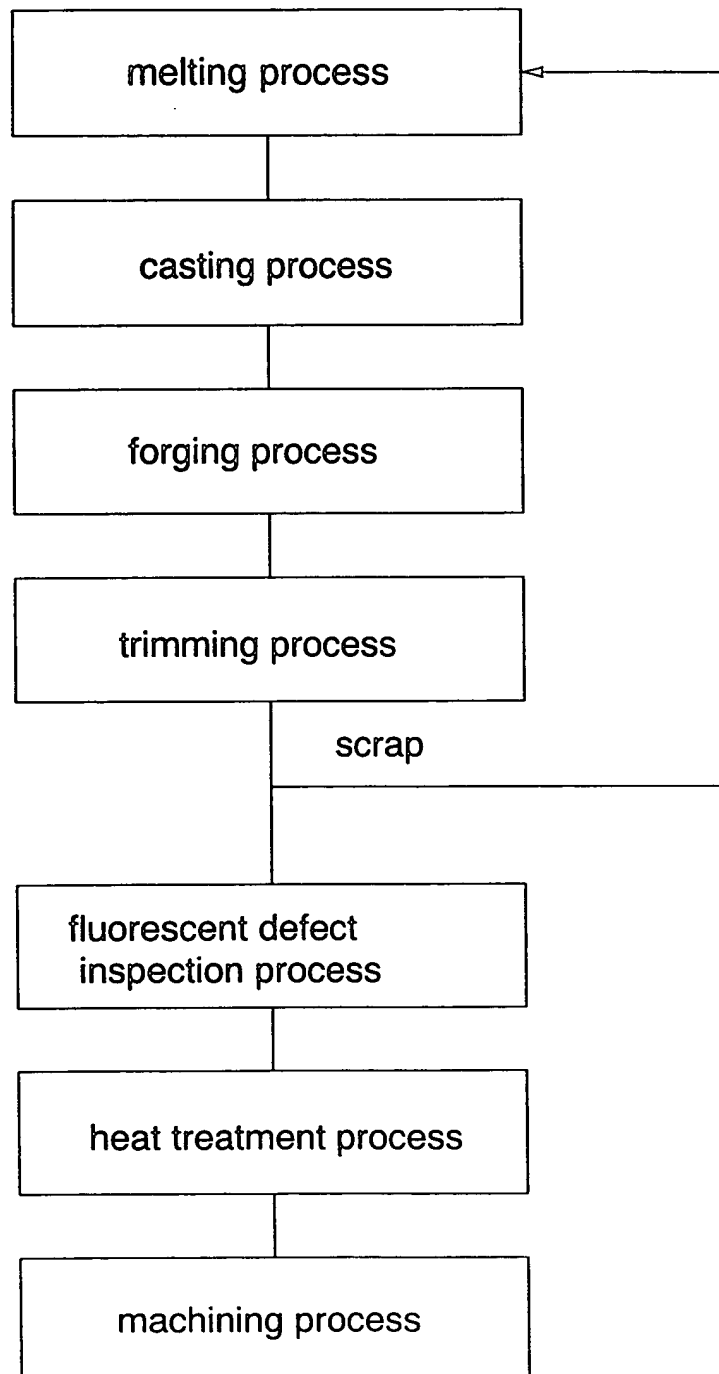 melting process
casting process
forging process
trimming process
scrap
fluorescent defect
inspection process
heat treatment process
machining process